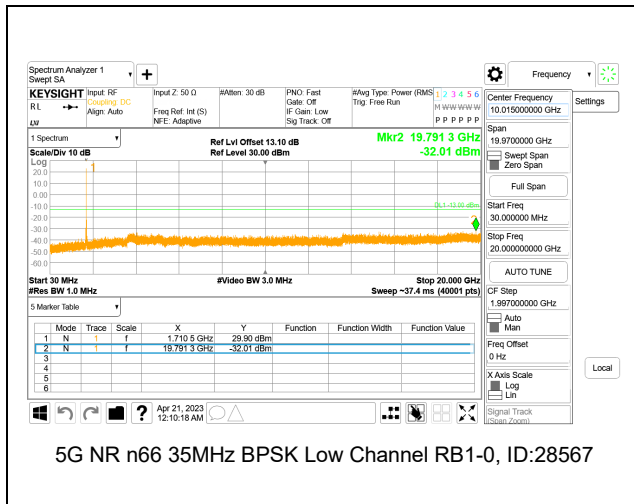 Spectrum Analyzer 1
Swept SA
+
Frequency
KEYSIGHT
RL
Input: RF
Coupling: DC
Align: Auto
Input Z: 50 Ω
Freq Ref: Int (S)
NFE: Adaptive
#Atten: 30 dB
PNO: Fast
Gate: Off
IF Gain: Low
Sig Track: Off
#Avg Type: Power (RMS
Trig: Free Run
1 2 3 4 5 6
M W W W W W
P P P P P P
LXI
1 Spectrum
Scale/Div 10 dB
Ref Lvl Offset 13.10 dB
Ref Level 30.00 dBm
Mkr2 19.791 3 GHz
-32.01 dBm
Log
20.0
10.0
0.00
-10.0
-20.0
-30.0
-40.0
-50.0
-60.0
1
DL1 -13.00 dBm
2
Start 30 MHz
#Res BW 1.0 MHz
#Video BW 3.0 MHz
Stop 20.000 GHz
Sweep ~37.4 ms (40001 pts)
5 Marker Table
Mode Trace Scale X Y Function Function Width Function Value
1 N 1 f 1.710 5 GHz 29.90 dBm
2 N 1 f 19.791 3 GHz -32.01 dBm
3
4
5
6
Apr 21, 2023
12:10:18 AM
?
Center Frequency
10.015000000 GHz
Settings
Span
19.9700000 GHz
Swept Span
Zero Span
Full Span
Start Freq
30.000000 MHz
Stop Freq
20.000000000 GHz
AUTO TUNE
CF Step
1.997000000 GHz
Auto
Man
Freq Offset
0 Hz
Local
X Axis Scale
Log
Lin
Signal Track
(Span Zoom)
5G NR n66 35MHz BPSK Low Channel RB1-0, ID:28567